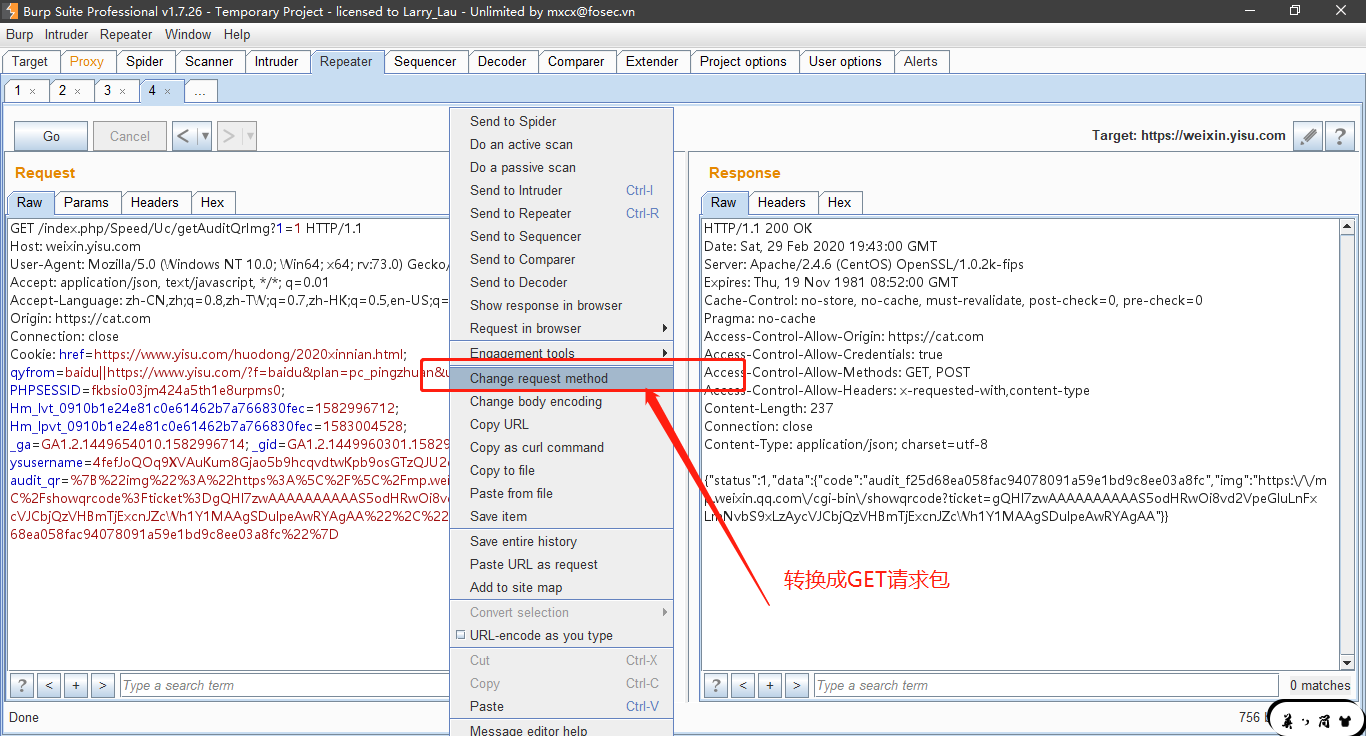 Burp Suite Professional v1.7.26 - Temporary Project - licensed to Larry_Lau - Unlimited by mxcx@fosec.vn
Burp Intruder Repeater Window Help
Target Proxy Spider Scanner Intruder Repeater Sequencer Decoder Comparer Extender Project options User options Alerts
1 × 2 × 3 × 4 × ...
Go Cancel < ▼ > ▼ Target: https://weixin.yisu.com ?
Request
Raw Params Headers Hex
GET /index.php/Speed/Uc/getAuditQrImg?1=1 HTTP/1.1
Host: weixin.yisu.com
User-Agent: Mozilla/5.0 (Windows NT 10.0; Win64; x64; rv:73.0) Gecko/
Accept: application/json, text/javascript, */*; q=0.01
Accept-Language: zh-CN,zh;q=0.8,zh-TW;q=0.7,zh-HK;q=0.5,en-US;q=
Origin: https://cat.com
Connection: close
Cookie: href=https://www.yisu.com/huodong/2020xinnian.html;
qyfrom=baidu||https://www.yisu.com/?f=baidu&plan=pc_pingzhuan&u
PHPSESSID=fkbsio03jm424a5th1e8urpms0;
Hm_lvt_0910b1e24e81c0e61462b7a766830fec=1582996712;
Hm_lpvt_0910b1e24e81c0e61462b7a766830fec=1583004528;
_ga=GA1.2.1449654010.1582996714; _gid=GA1.2.1449960301.15829
ysusername=4fefJoQOq9XVAuKum8Gjao5b9hcqvdtwKpb9osGTzQJU2
audit_qr=%7B%22img%22%3A%22https%3A%5C%2F%5C%2Fmp.wei
C%2Fshowqrcode%3Fticket%3DgQHI7zwAAAAAAAAAAS5odHRwOi8v
cVJCbjQzVHBmTjExcnJZcWh1Y1MAAgSDulpeAwRYAgAA%22%2C%22
68ea058fac94078091a59e1bd9c8ee03a8fc%22%7D
Send to Spider
Do an active scan
Do a passive scan
Send to Intruder Ctrl-I
Send to Repeater Ctrl-R
Send to Sequencer
Send to Comparer
Send to Decoder
Show response in browser
Request in browser
Engagement tools
Change request method
Change body encoding
Copy URL
Copy as curl command
Copy to file
Paste from file
Save item
Save entire history
Paste URL as request
Add to site map
Convert selection
URL-encode as you type
Cut Ctrl-X
Copy Ctrl-C
Paste Ctrl-V
Message editor help
Response
Raw Headers Hex
HTTP/1.1 200 OK
Date: Sat, 29 Feb 2020 19:43:00 GMT
Server: Apache/2.4.6 (CentOS) OpenSSL/1.0.2k-fips
Expires: Thu, 19 Nov 1981 08:52:00 GMT
Cache-Control: no-store, no-cache, must-revalidate, post-check=0, pre-check=0
Pragma: no-cache
Access-Control-Allow-Origin: https://cat.com
Access-Control-Allow-Credentials: true
Access-Control-Allow-Methods: GET, POST
Access-Control-Allow-Headers: x-requested-with,content-type
Content-Length: 237
Connection: close
Content-Type: application/json; charset=utf-8
{"status":1,"data":{"code":"audit_f25d68ea058fac94078091a59e1bd9c8ee03a8fc","img":"https:\/\/m
p.weixin.qq.com\/cgi-bin\/showqrcode?ticket=gQHI7zwAAAAAAAAAAS5odHRwOi8vd2VpeGluLnFx
LmNvbS9xLzAycVJCbjQzVHBmTjExcnJZcWh1Y1MAAgSDulpeAwRYAgAA"}}
转换成GET请求包
? < + > Type a search term
? < + > Type a search term 0 matches
Done
756